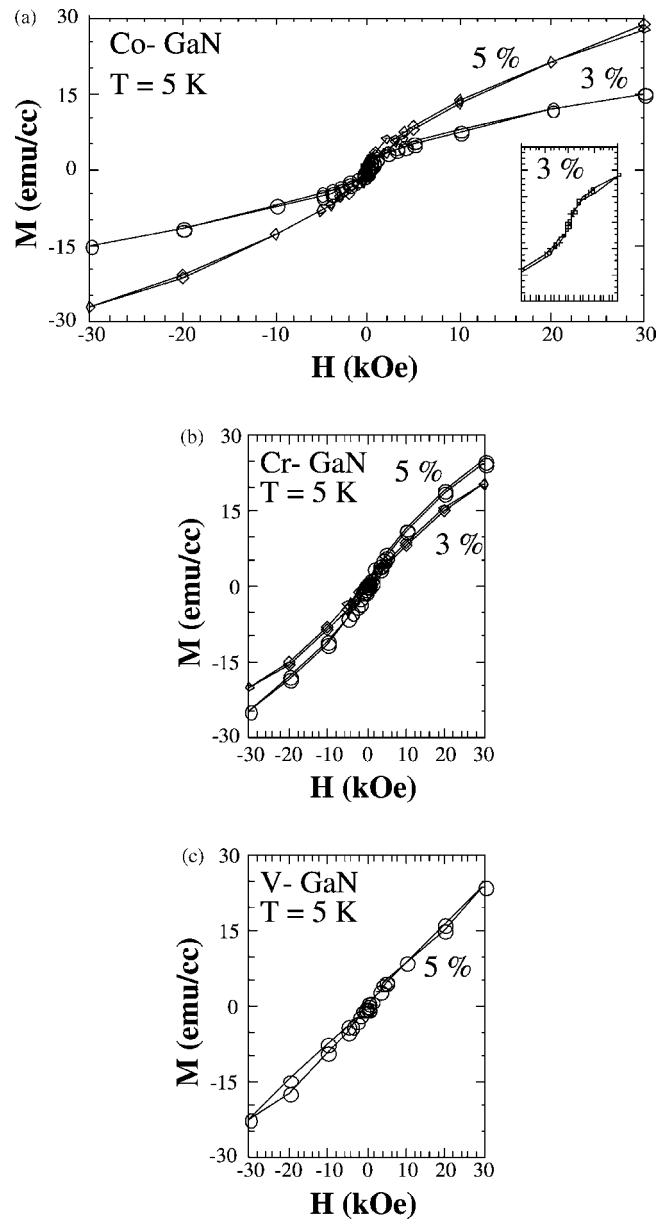 (a)
Co- GaN
T = 5 K
5 %
3 %
3 %
30
15
0
-15
-30
M (emu/cc)
-30 -20 -10 0 10 20 30
H (kOe)
(b)
Cr- GaN
T = 5 K
5 %
3 %
30
15
0
-15
-30
M (emu/cc)
-30 -20 -10 0 10 20 30
H (kOe)
(c)
V- GaN
T = 5 K
5 %
30
15
0
-15
-30
M (emu/cc)
-30 -20 -10 0 10 20 30
H (kOe)